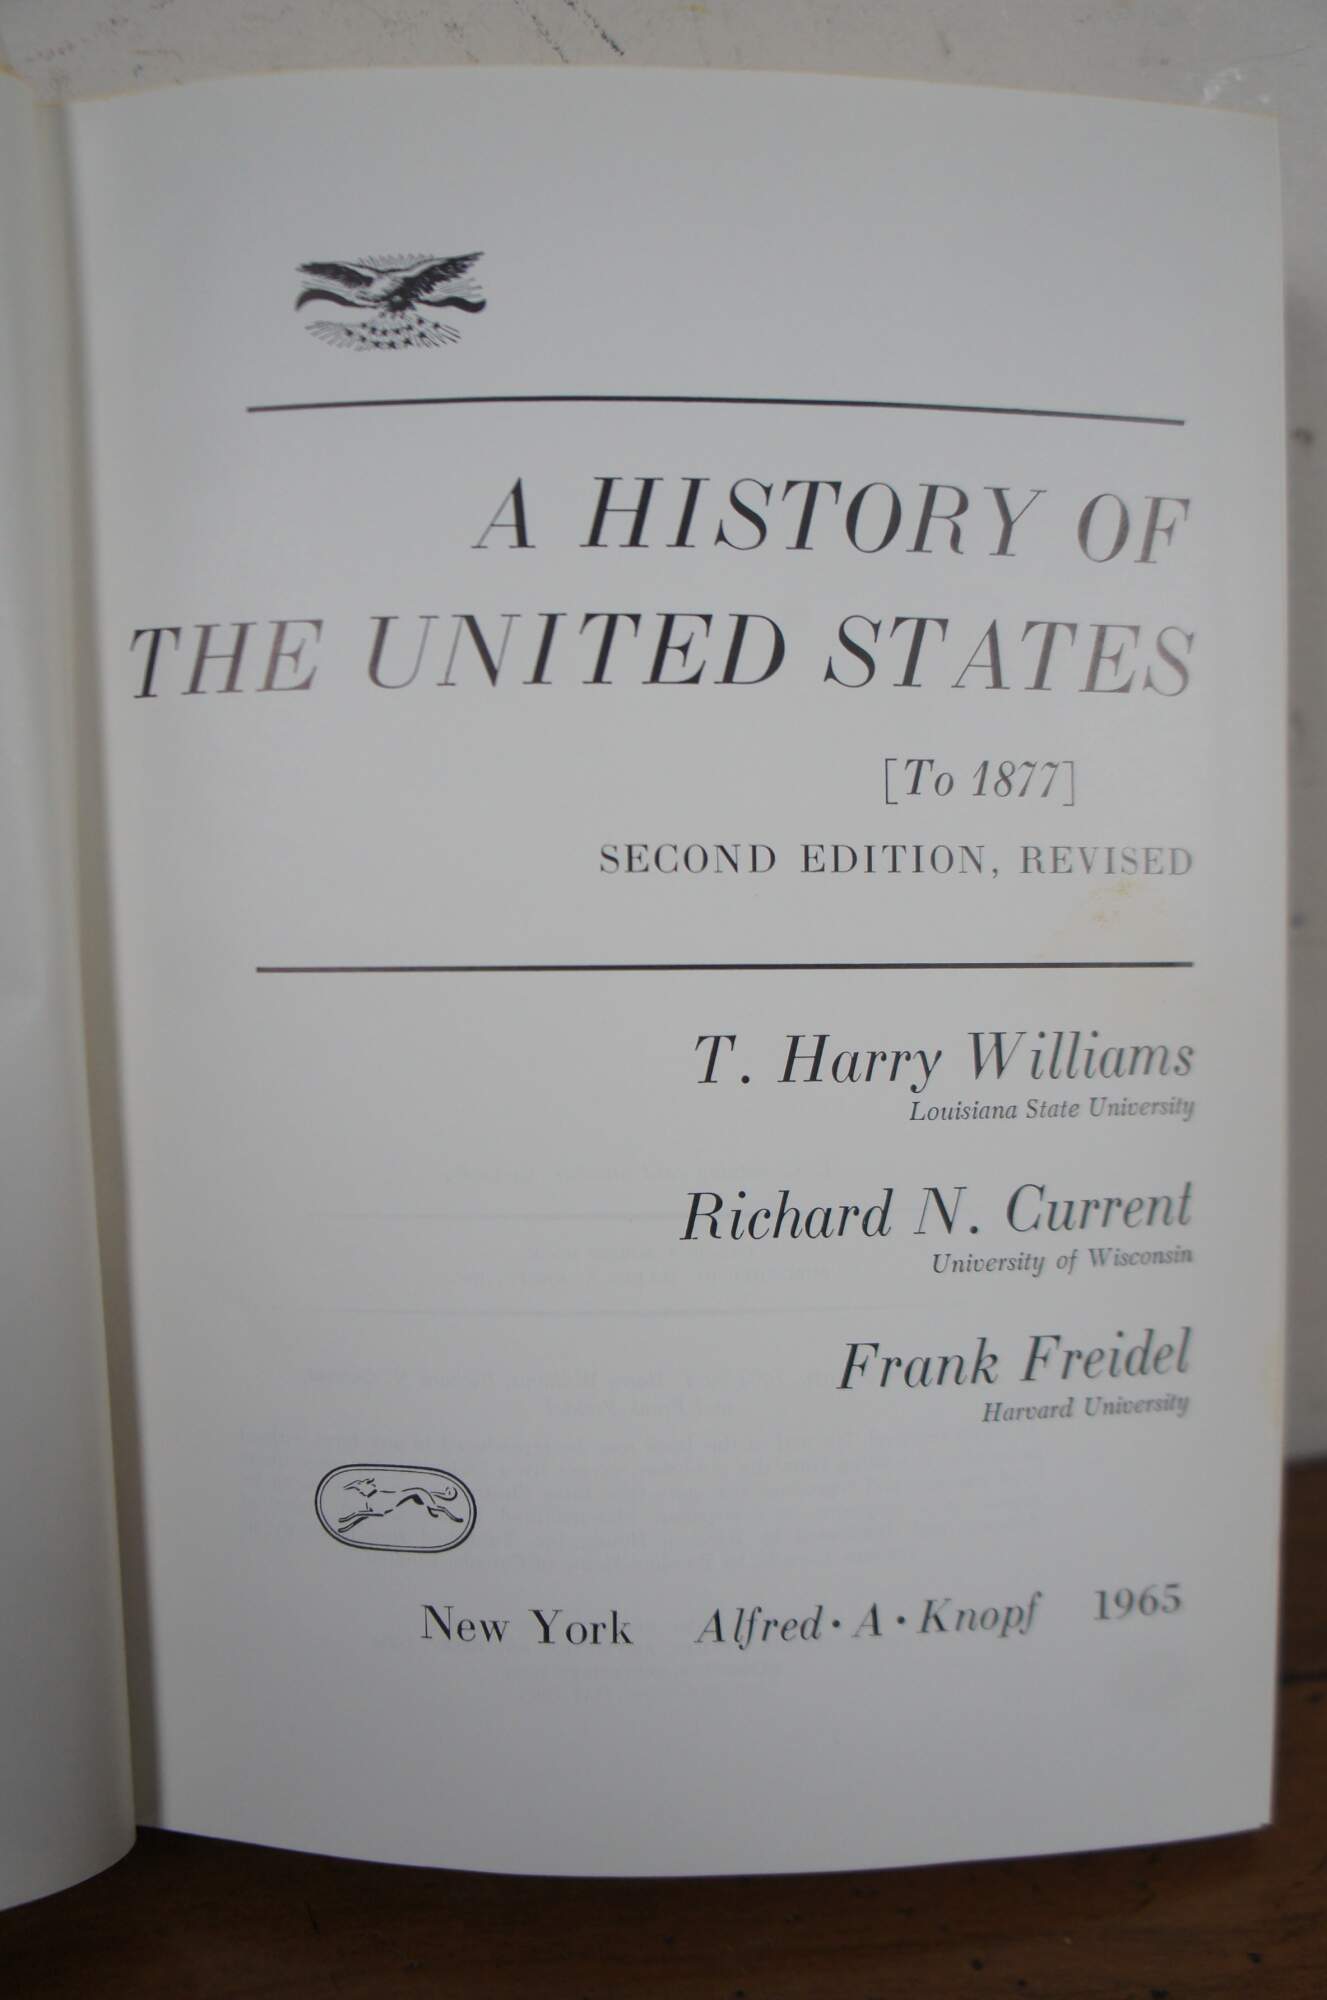 A HISTORY OF
THE UNITED STATES
[To 1877]
SECOND EDITION, REVISED
T. Harry Williams
Louisiana State University
Richard N. Current
University of Wisconsin
Frank Freidel
Harvard University
New York Alfred · A · Knopf 1965